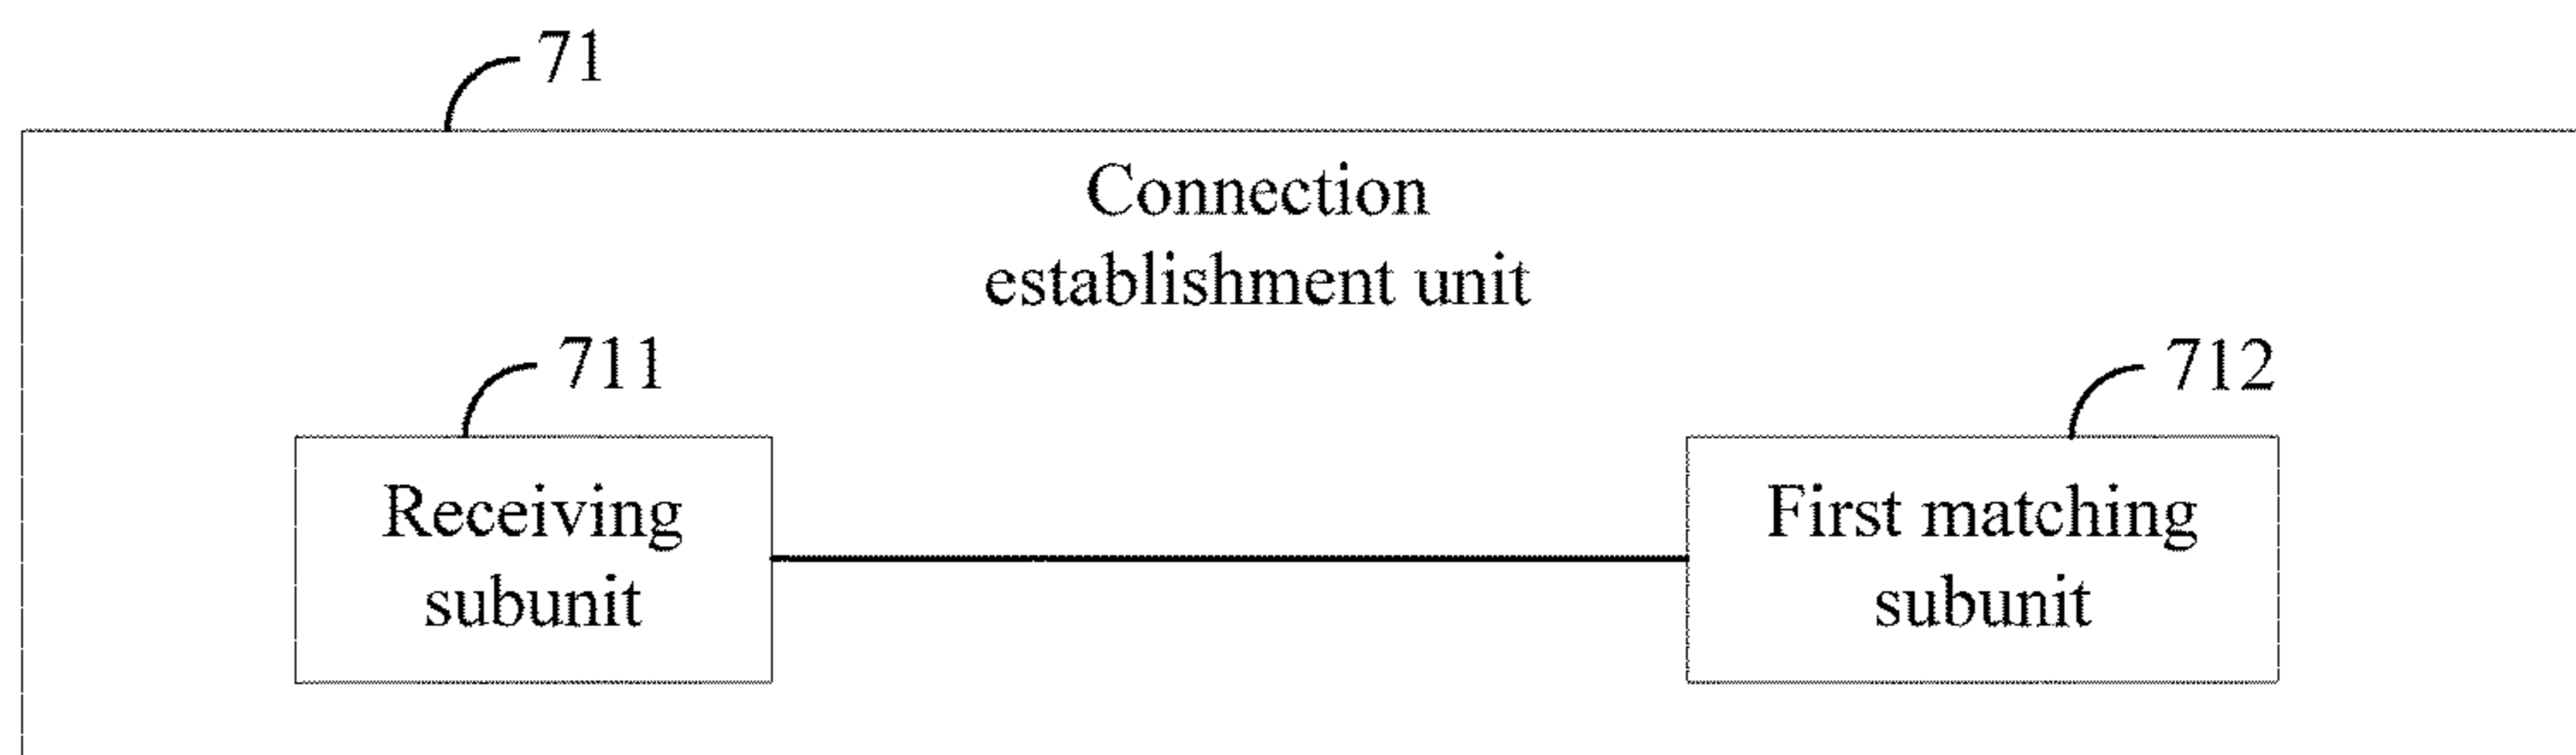 71
Connection
establishment unit
711
712
Receiving
subunit
First matching
subunit